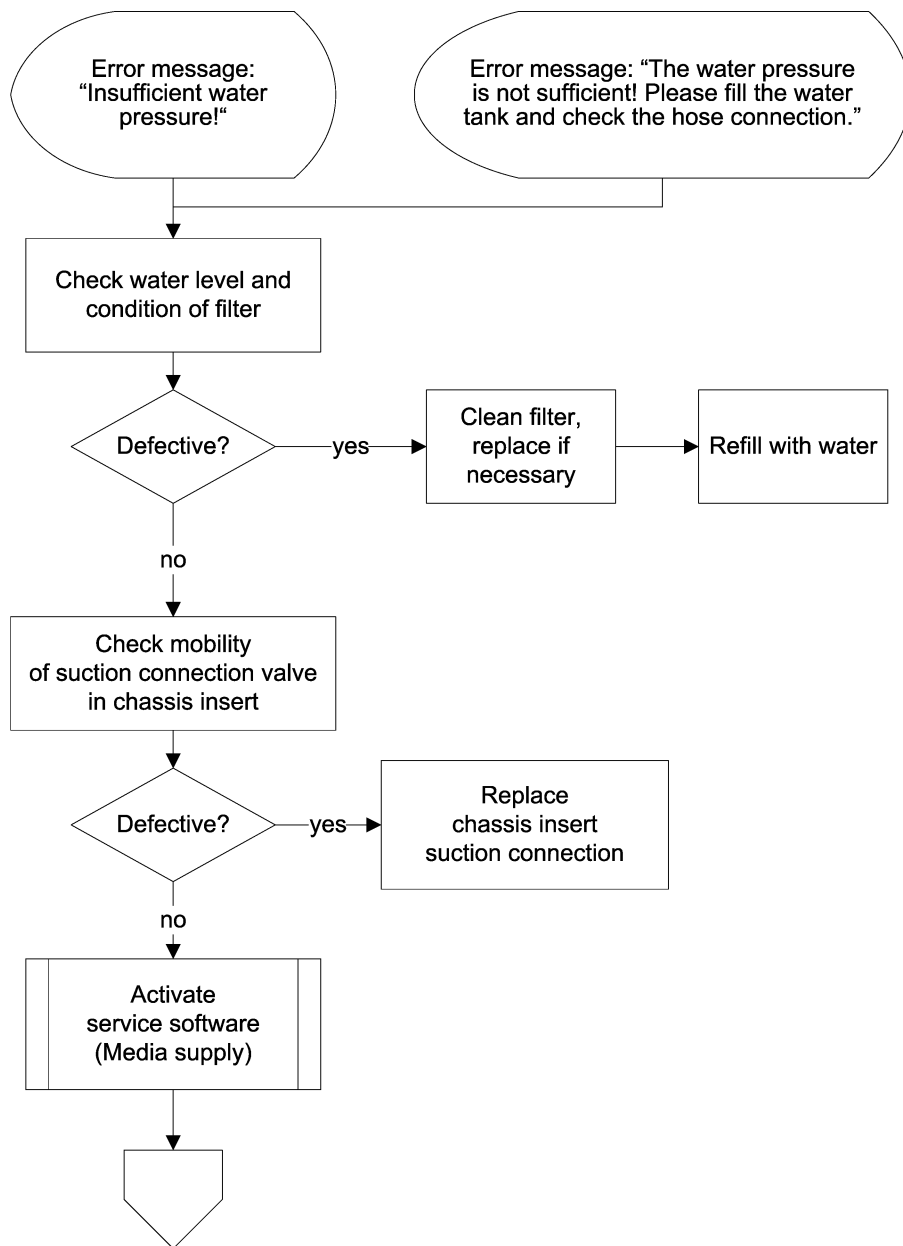 Error message:
“Insufficient water
pressure!“
Error message: “The water pressure
is not sufficient! Please fill the water
tank and check the hose connection.”
Check water level and
condition of filter
Defective?
yes
Clean filter,
replace if
necessary
Refill with water
no
Check mobility
of suction connection valve
in chassis insert
Defective?
yes
Replace
chassis insert
suction connection
no
Activate
service software
(Media supply)